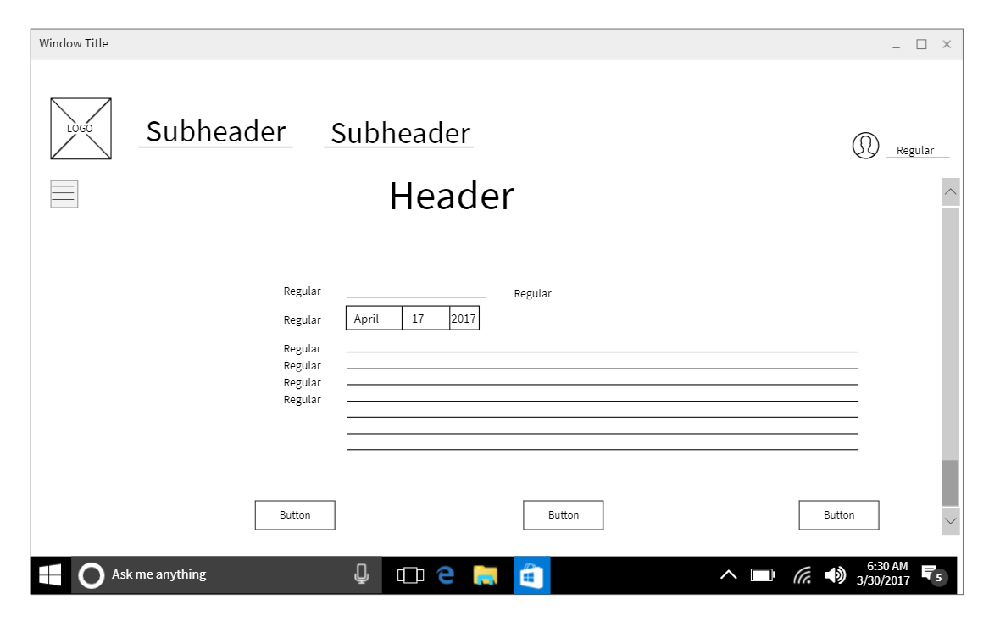 Window Title
LOGO
Subheader Subheader
Regular
Header
Regular Regular
Regular April 17 2017
Regular
Regular
Regular
Regular
Button Button Button
Ask me anything
6:30 AM
3/30/2017
5